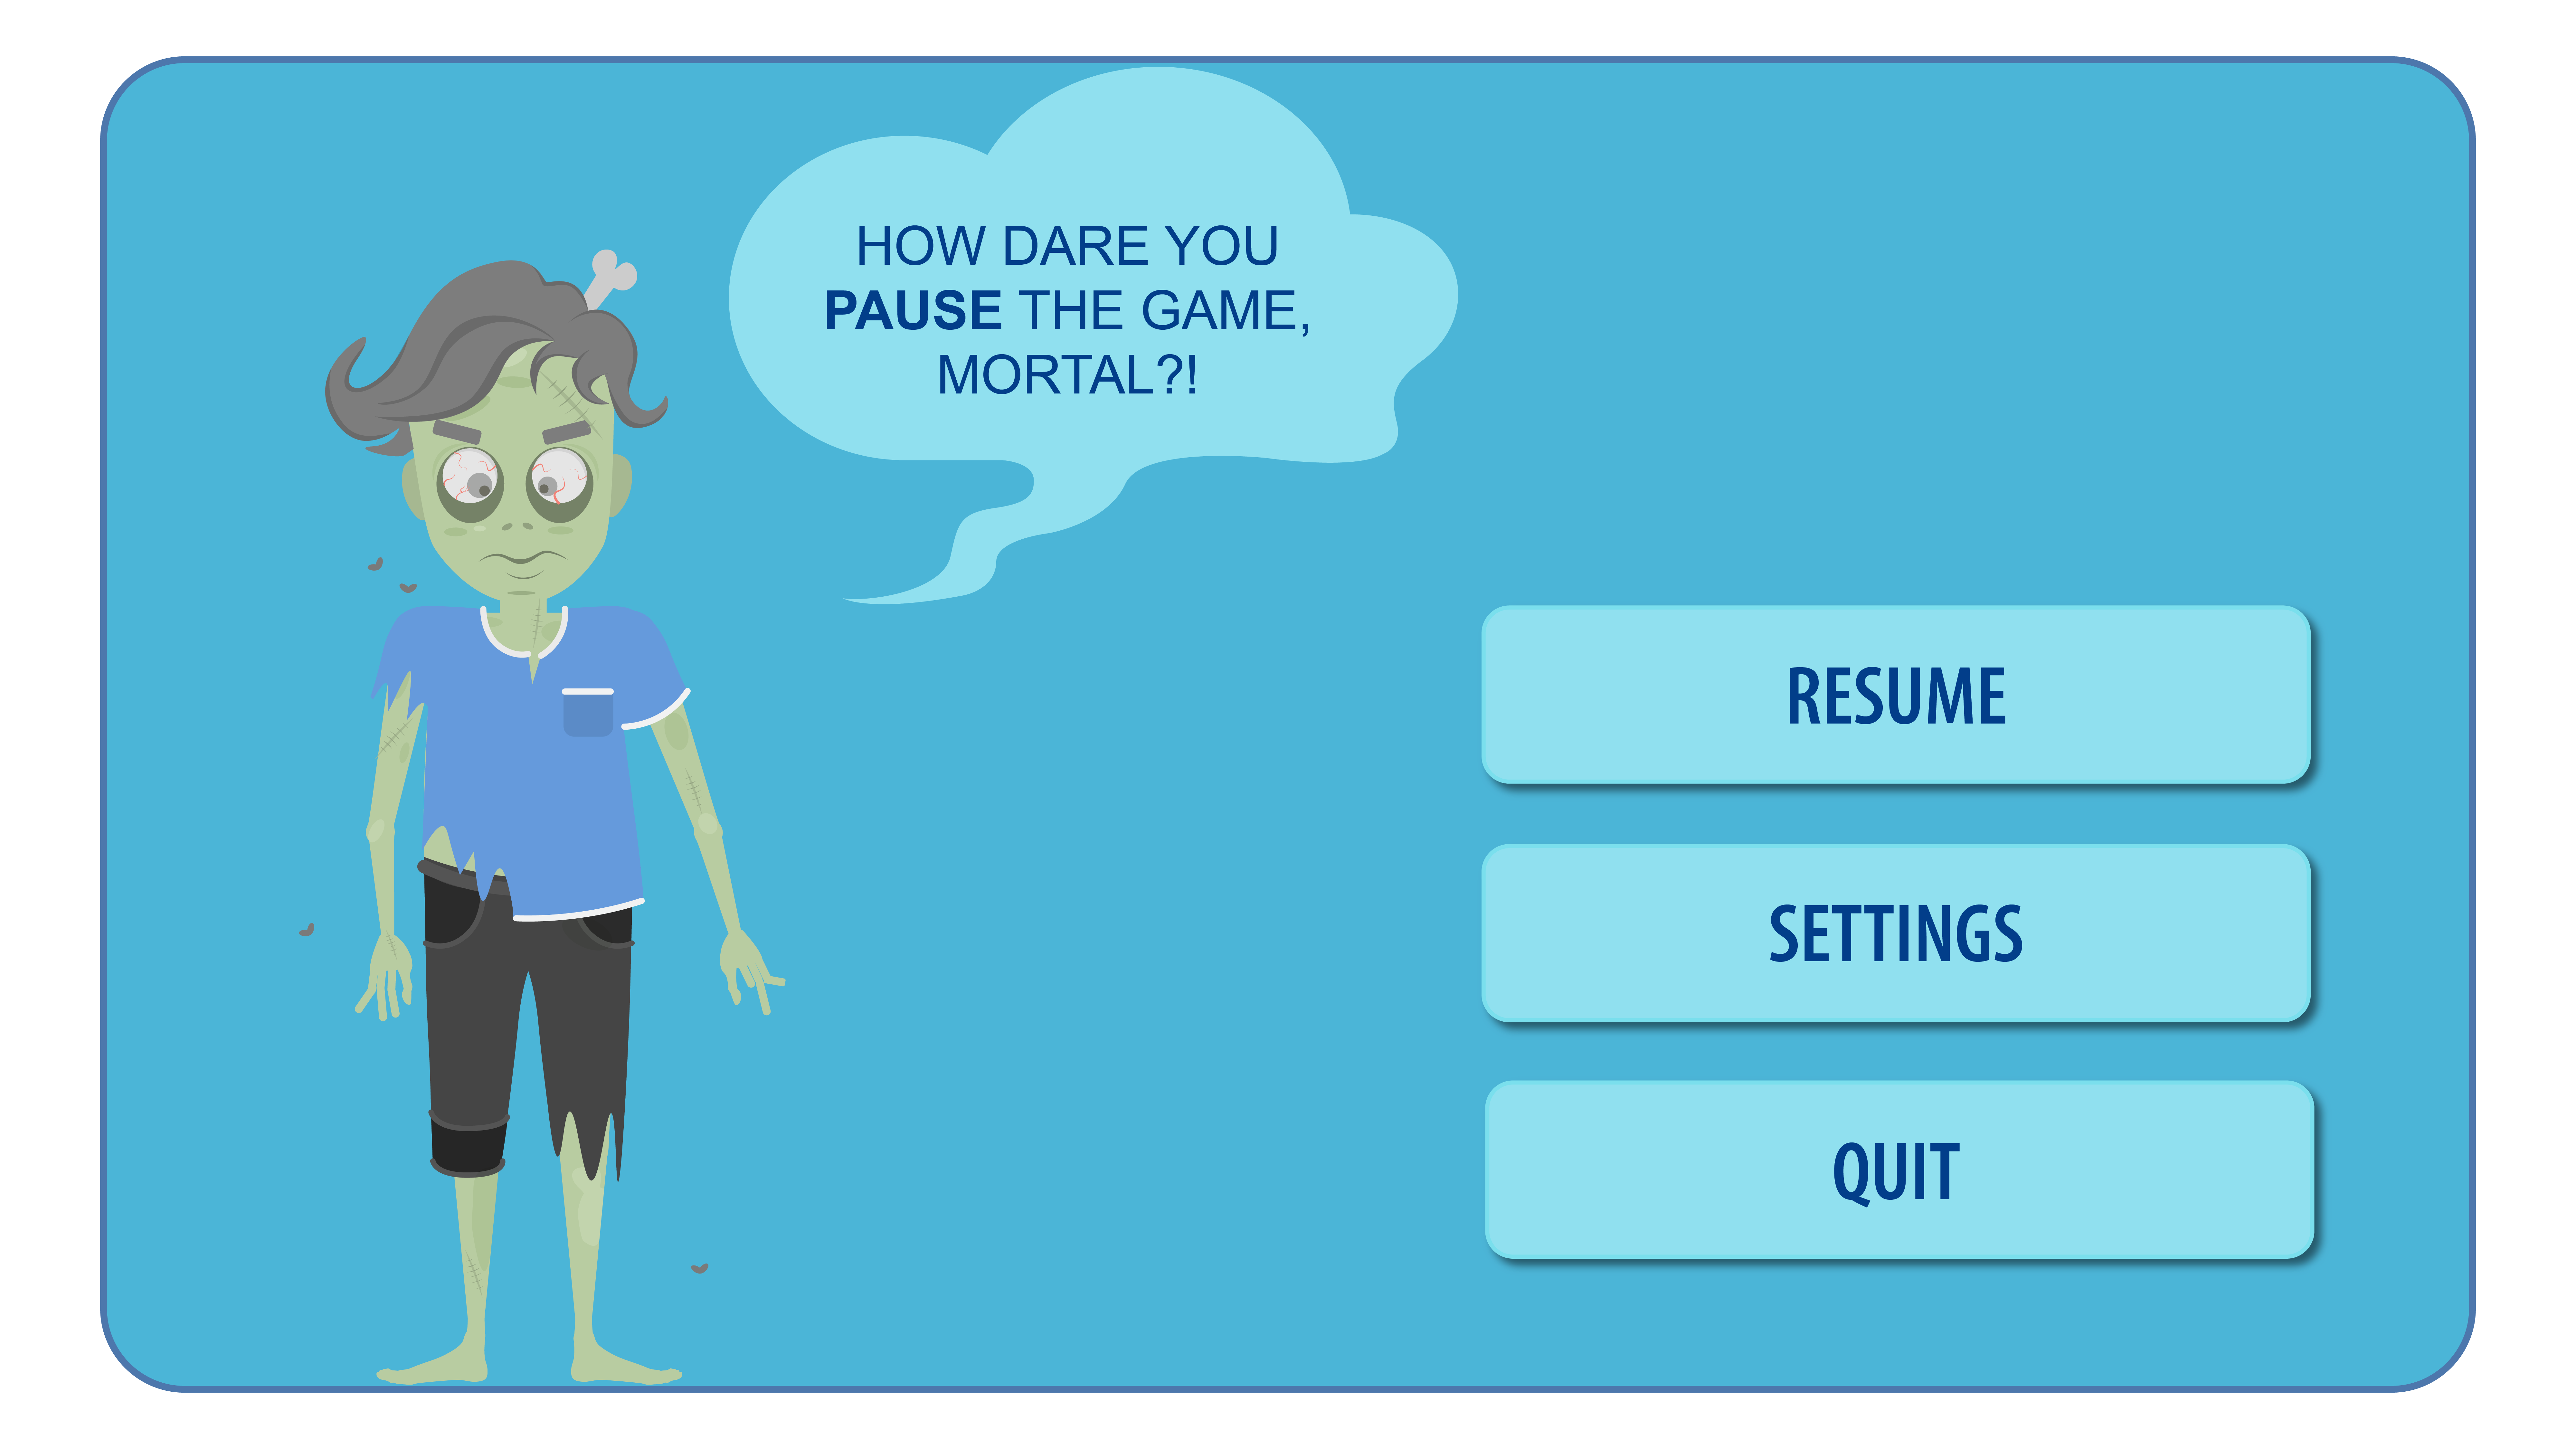 HOW DARE YOU
PAUSE THE GAME,
MORTAL?!
RESUME
SETTINGS
QUIT